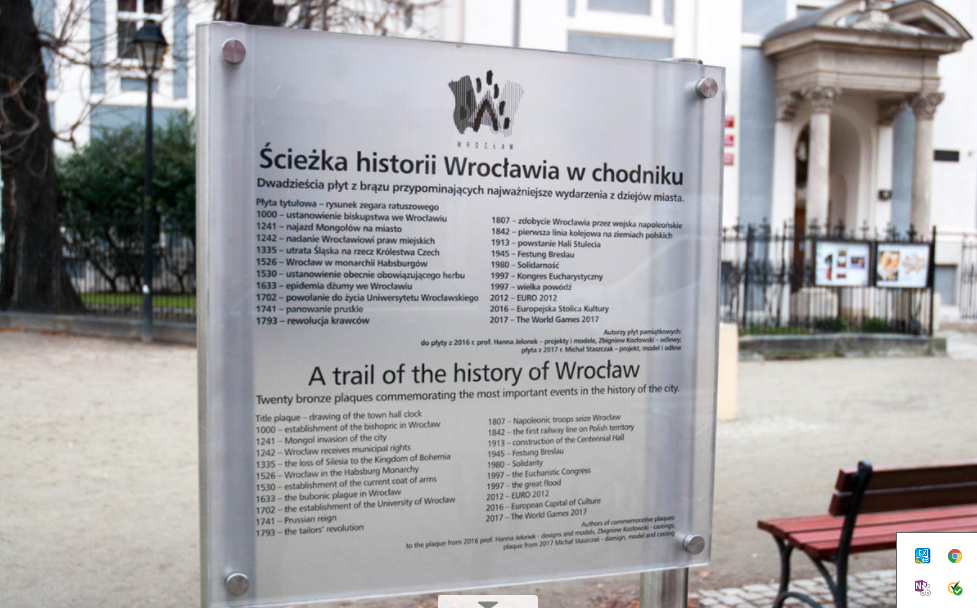 WROCŁAW
Ścieżka historii Wrocławia w chodniku
Dwadzieścia płyt z brązu przypominających najważniejsze wydarzenia z dziejów miasta.
Płyta tytułowa – rysunek zegara ratuszowego
1000 – ustanowienie biskupstwa we Wrocławiu
1241 – najazd Mongołów na miasto
1242 – nadanie Wrocławiowi praw miejskich
1335 – utrata Śląska na rzecz Królestwa Czech
1526 – Wrocław w monarchii Habsburgów
1530 – ustanowienie obecnie obowiązującego herbu
1633 – epidemia dżumy we Wrocławiu
1702 – powołanie do życia Uniwersytetu Wrocławskiego
1741 – panowanie pruskie
1793 – rewolucja krawców
1807 – zdobycie Wrocławia przez wojska napoleońskie
1842 – pierwsza linia kolejowa na ziemiach polskich
1913 – powstanie Hali Stulecia
1945 – Festung Breslau
1980 – Solidarność
1997 – Kongres Eucharystyczny
1997 – wielka powódź
2012 – EURO 2012
2016 – Europejska Stolica Kultury
2017 – The World Games 2017
Autorzy płyt pamiątkowych:
do płyty z 2016 r. prof. Hanna Jelonek - projekty i modele, Zbigniew Kozłowski - odlewy;
płyta z 2017 r. Michał Staszczak - projekt, model i odlew
A trail of the history of Wrocław
Twenty bronze plaques commemorating the most important events in the history of the city.
Title plaque – drawing of the town hall clock
1000 – establishment of the bishopric in Wrocław
1241 – Mongol invasion of the city
1242 – Wrocław receives municipal rights
1335 – the loss of Silesia to the Kingdom of Bohemia
1526 – Wrocław in the Habsburg Monarchy
1530 – establishment of the current coat of arms
1633 – the bubonic plague in Wrocław
1702 – the establishment of the University of Wrocław
1741 – Prussian reign
1793 – the tailors' revolution
1807 – Napoleonic troops seize Wrocław
1842 – the first railway line on Polish territory
1913 – construction of the Centennial Hall
1945 – Festung Breslau
1980 – Solidarity
1997 – the Eucharistic Congress
1997 – the great flood
2012 – EURO 2012
2016 – European Capital of Culture
2017 – The World Games 2017
Authors of commemorative plaques:
to the plaque from 2016 prof. Hanna Jelonek - designs and models, Zbigniew Kozłowski - castings,
plaque from 2017 Michał Staszczak - daesign, model and casting